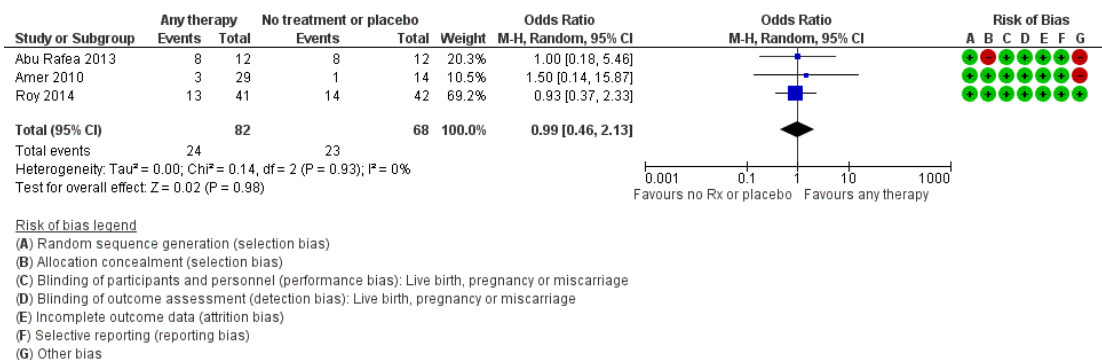 Any therapy No treatment or placebo Odds Ratio Odds Ratio Risk of Bias
Study or Subgroup Events Total Events Total Weight M-H, Random, 95% CI M-H, Random, 95% CI A B C D E F G
Abu Rafea 2013 8 12 8 12 20.3% 1.00 [0.18, 5.46] + - + + + + -
Amer 2010 3 29 1 14 10.5% 1.50 [0.14, 15.87] + + + + + + -
Roy 2014 13 41 14 42 69.2% 0.93 [0.37, 2.33] + + + + + + +
Total (95% CI) 82 68 100.0% 0.99 [0.46, 2.13]
Total events 24 23
Heterogeneity: Tau² = 0.00; Chi² = 0.14, df = 2 (P = 0.93); I² = 0%
Test for overall effect: Z = 0.02 (P = 0.98)
0.001 0.1 1 10 1000
Favours no Rx or placebo Favours any therapy
Risk of bias legend
(A) Random sequence generation (selection bias)
(B) Allocation concealment (selection bias)
(C) Blinding of participants and personnel (performance bias): Live birth, pregnancy or miscarriage
(D) Blinding of outcome assessment (detection bias): Live birth, pregnancy or miscarriage
(E) Incomplete outcome data (attrition bias)
(F) Selective reporting (reporting bias)
(G) Other bias